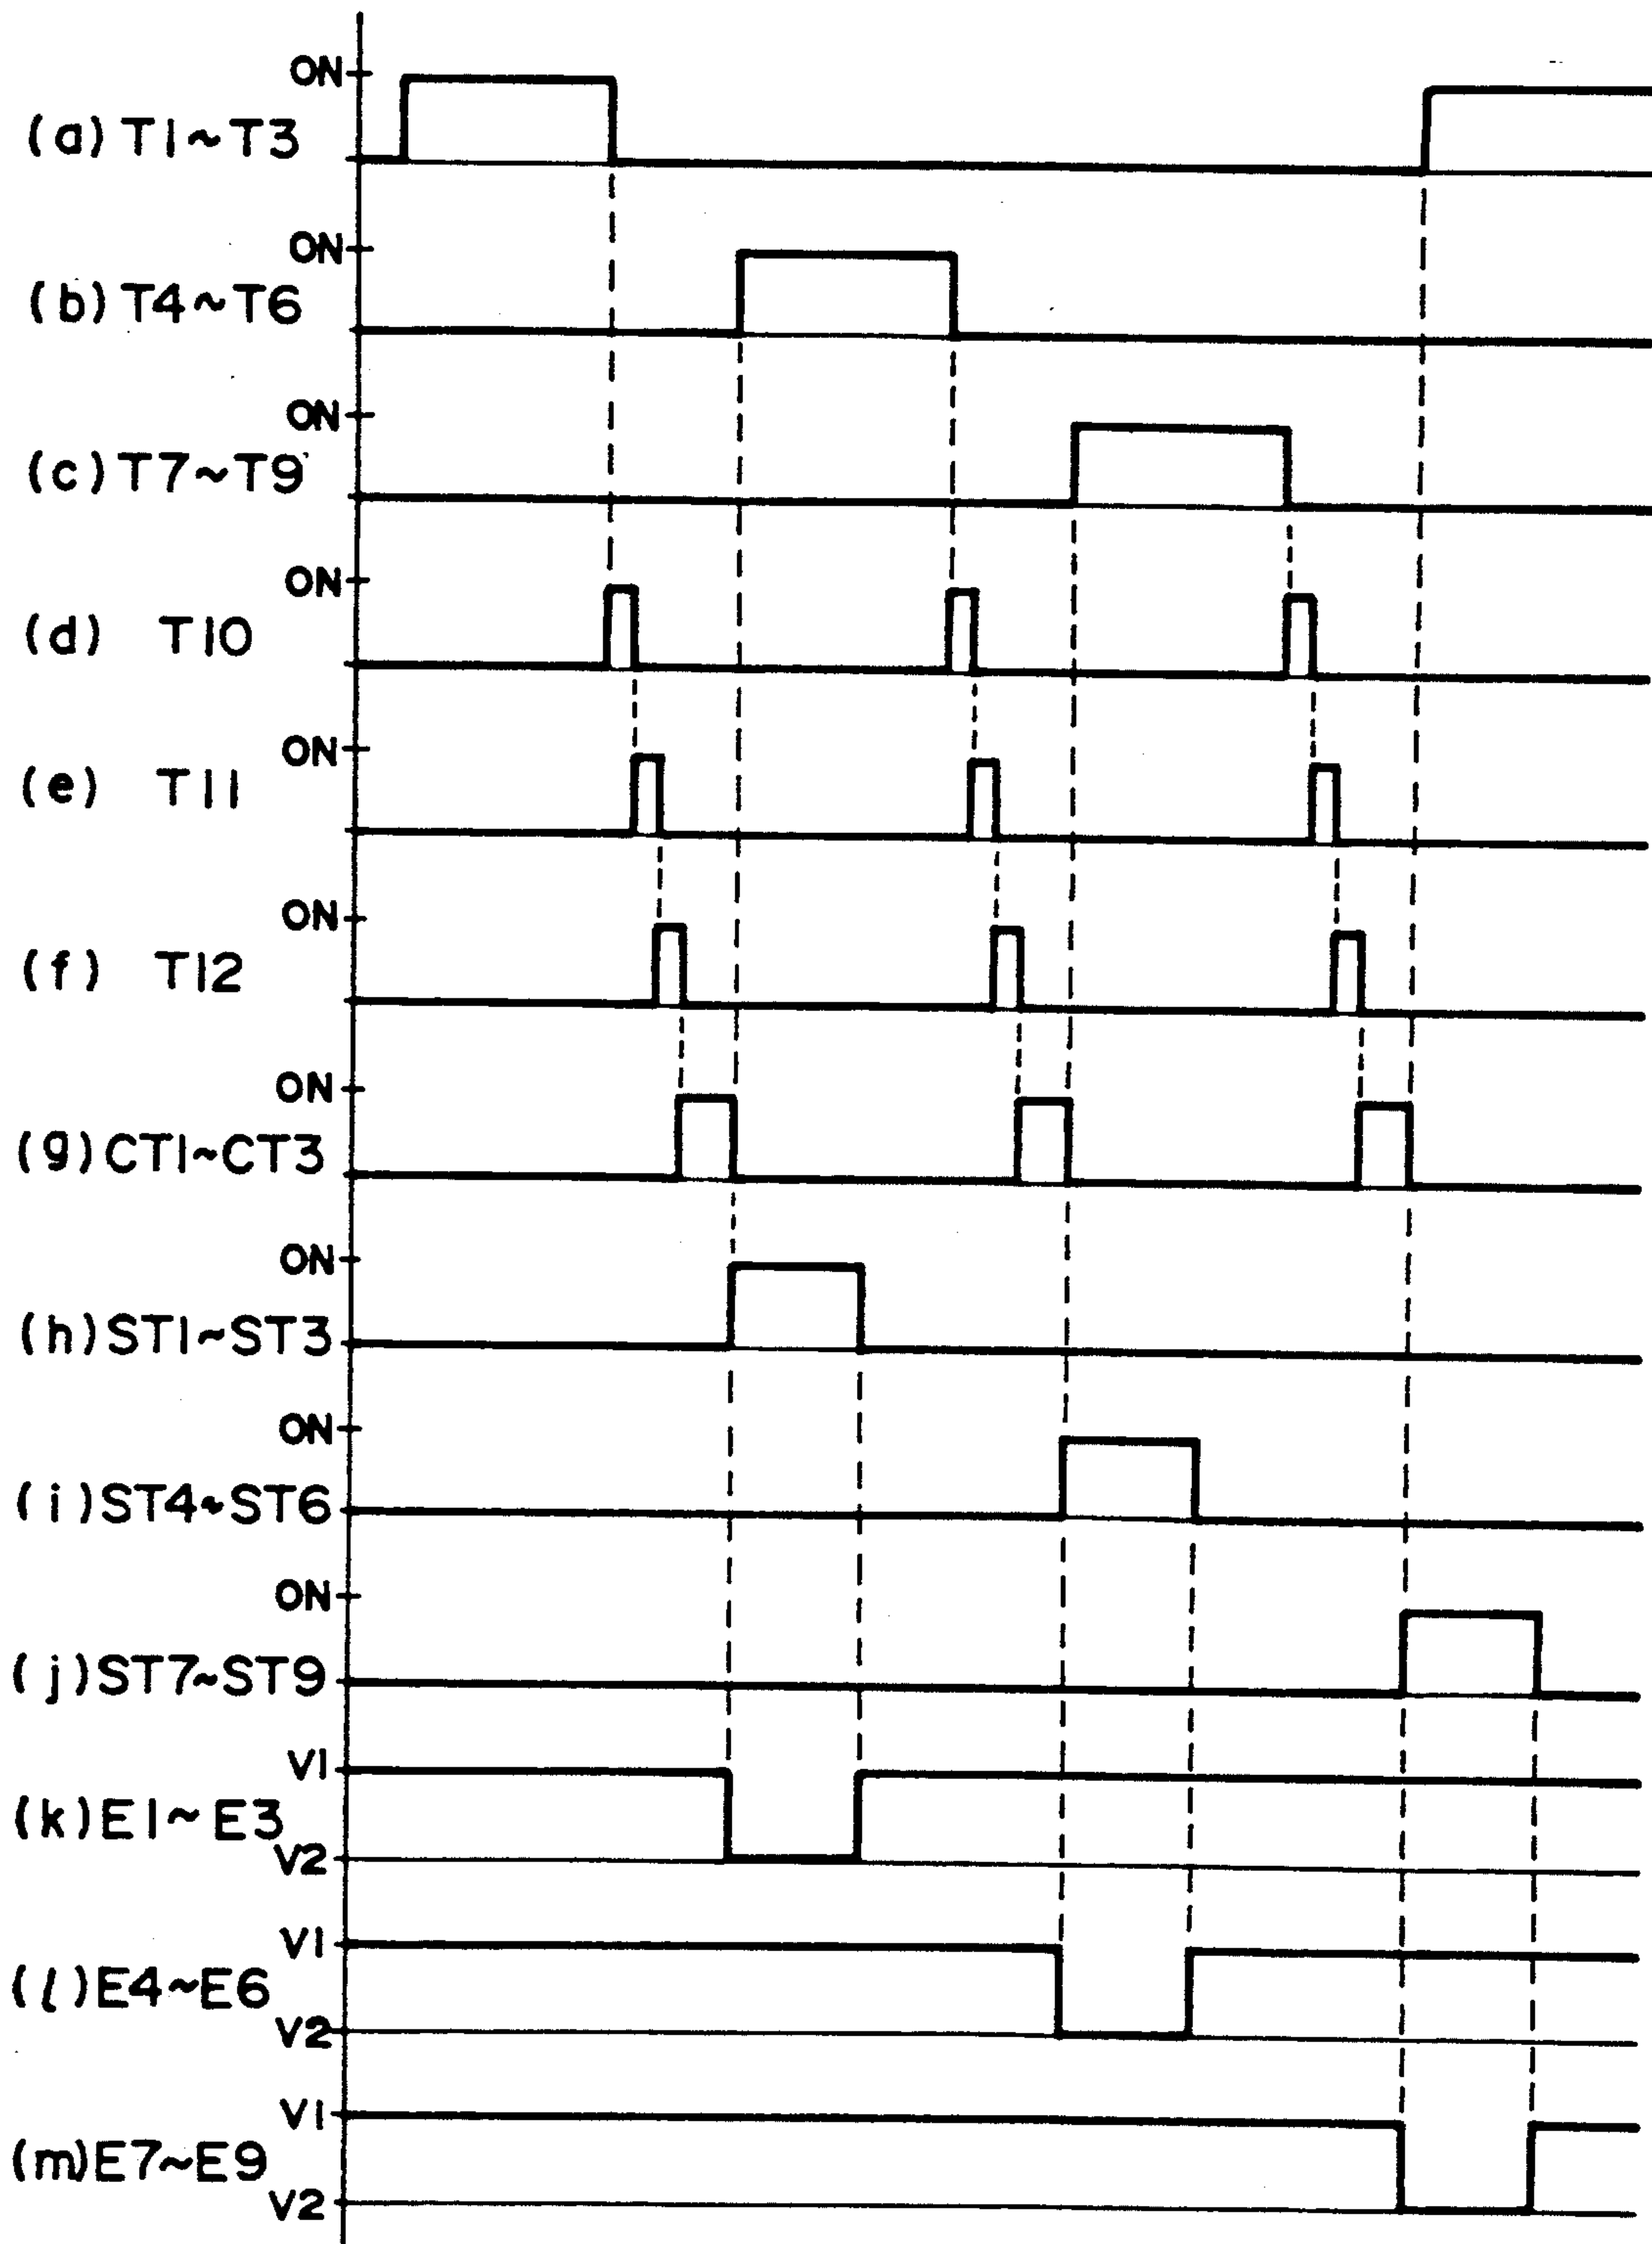 ON
(a) T1~T3
ON
(b) T4~T6
ON
(c) T7~T9
ON
(d) T10
ON
(e) T11
ON
(f) T12
ON
(g) CT1~CT3
ON
(h) ST1~ST3
ON
(i) ST4~ST6
ON
(j) ST7~ST9
V1
(k) E1~E3
V2
V1
(l) E4~E6
V2
V1
(m) E7~E9
V2